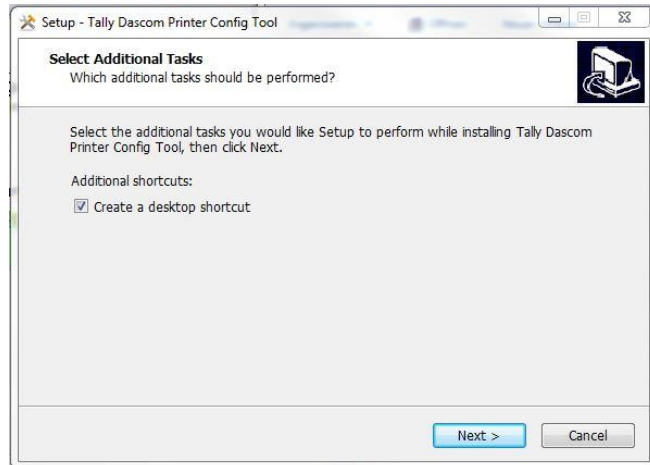 Setup - Tally Dascom Printer Config Tool
Select Additional Tasks
Which additional tasks should be performed?
Select the additional tasks you would like Setup to perform while installing Tally Dascom
Printer Config Tool, then click Next.
Additional shortcuts:
Create a desktop shortcut
Next >
Cancel